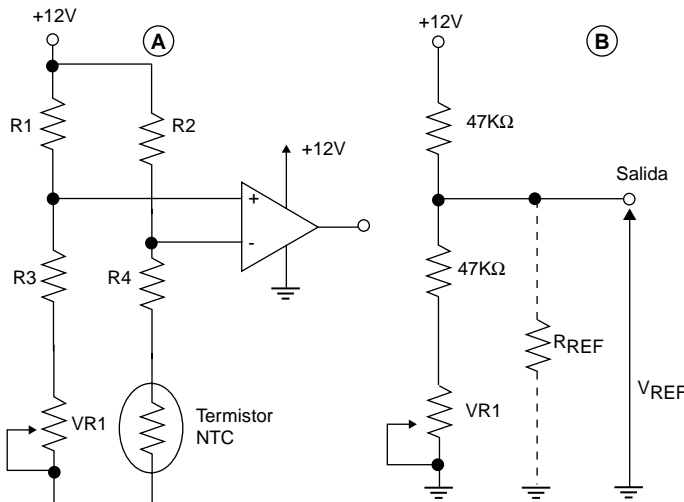 +12V
A
R1
R2
+12V
+
-
R3
R4
VR1
Termistor
NTC
+12V
B
47KΩ
Salida
47KΩ
RREF
VR1
VREF